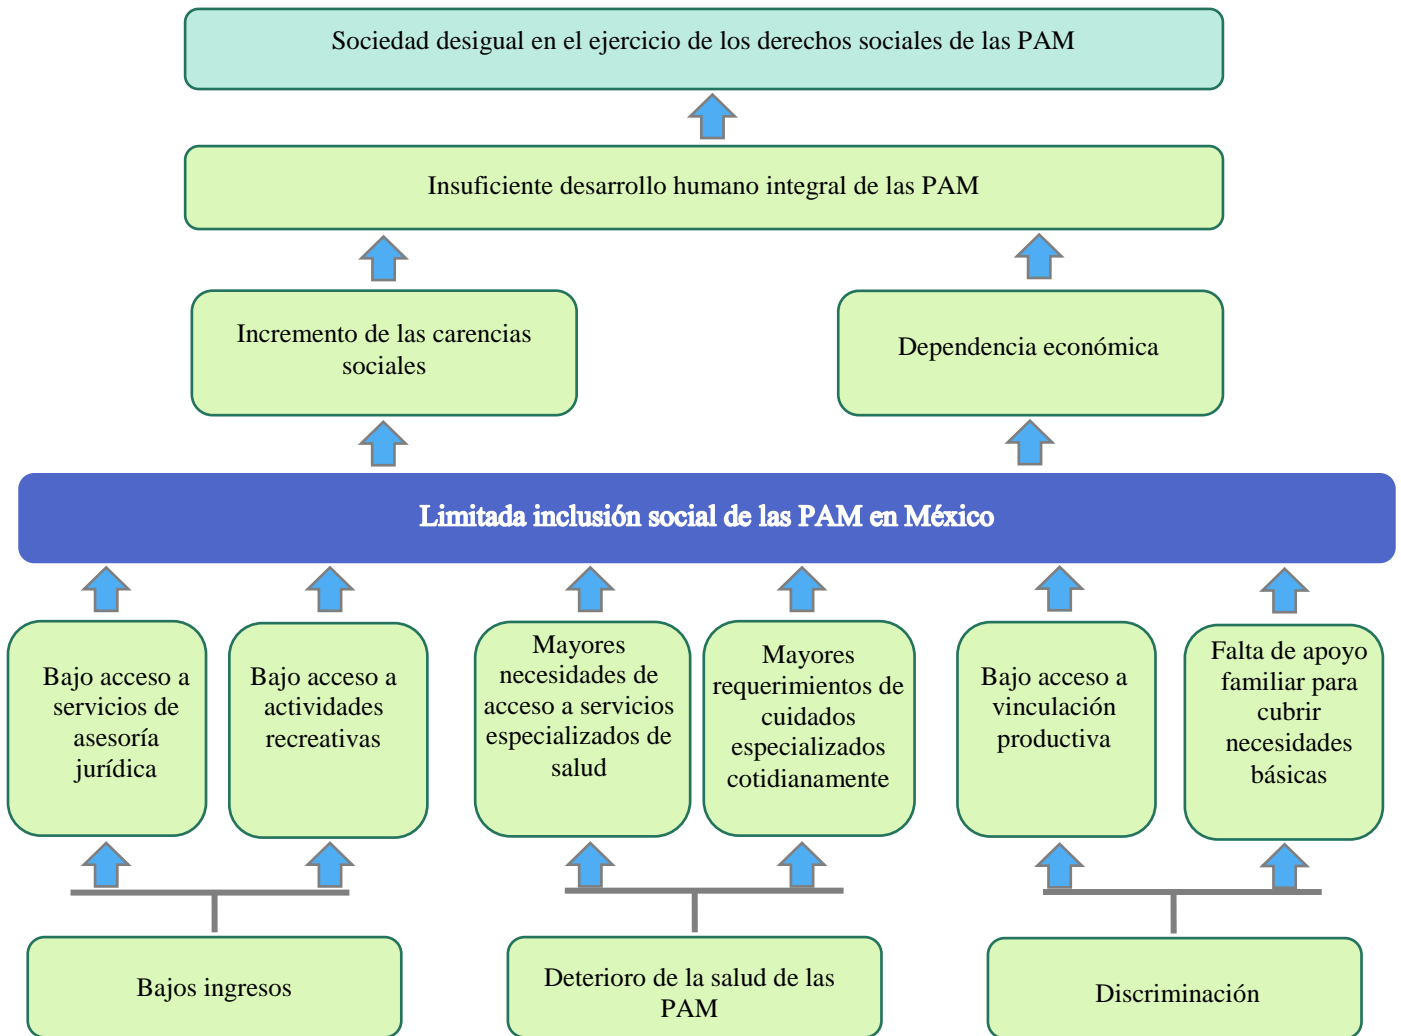 Sociedad desigual en el ejercicio de los derechos sociales de las PAM
Insuficiente desarrollo humano integral de las PAM
Incremento de las carencias
sociales
Dependencia económica
Limitada inclusión social de las PAM en México
Bajo acceso a
servicios de
asesoría
jurídica
Bajo acceso a
actividades
recreativas
Mayores
necesidades de
acceso a servicios
especializados de
salud
Mayores
requerimientos de
cuidados
especializados
cotidianamente
Bajo acceso a
vinculación
productiva
Falta de apoyo
familiar para
cubrir
necesidades
básicas
Bajos ingresos
Deterioro de la salud de las
PAM
Discriminación